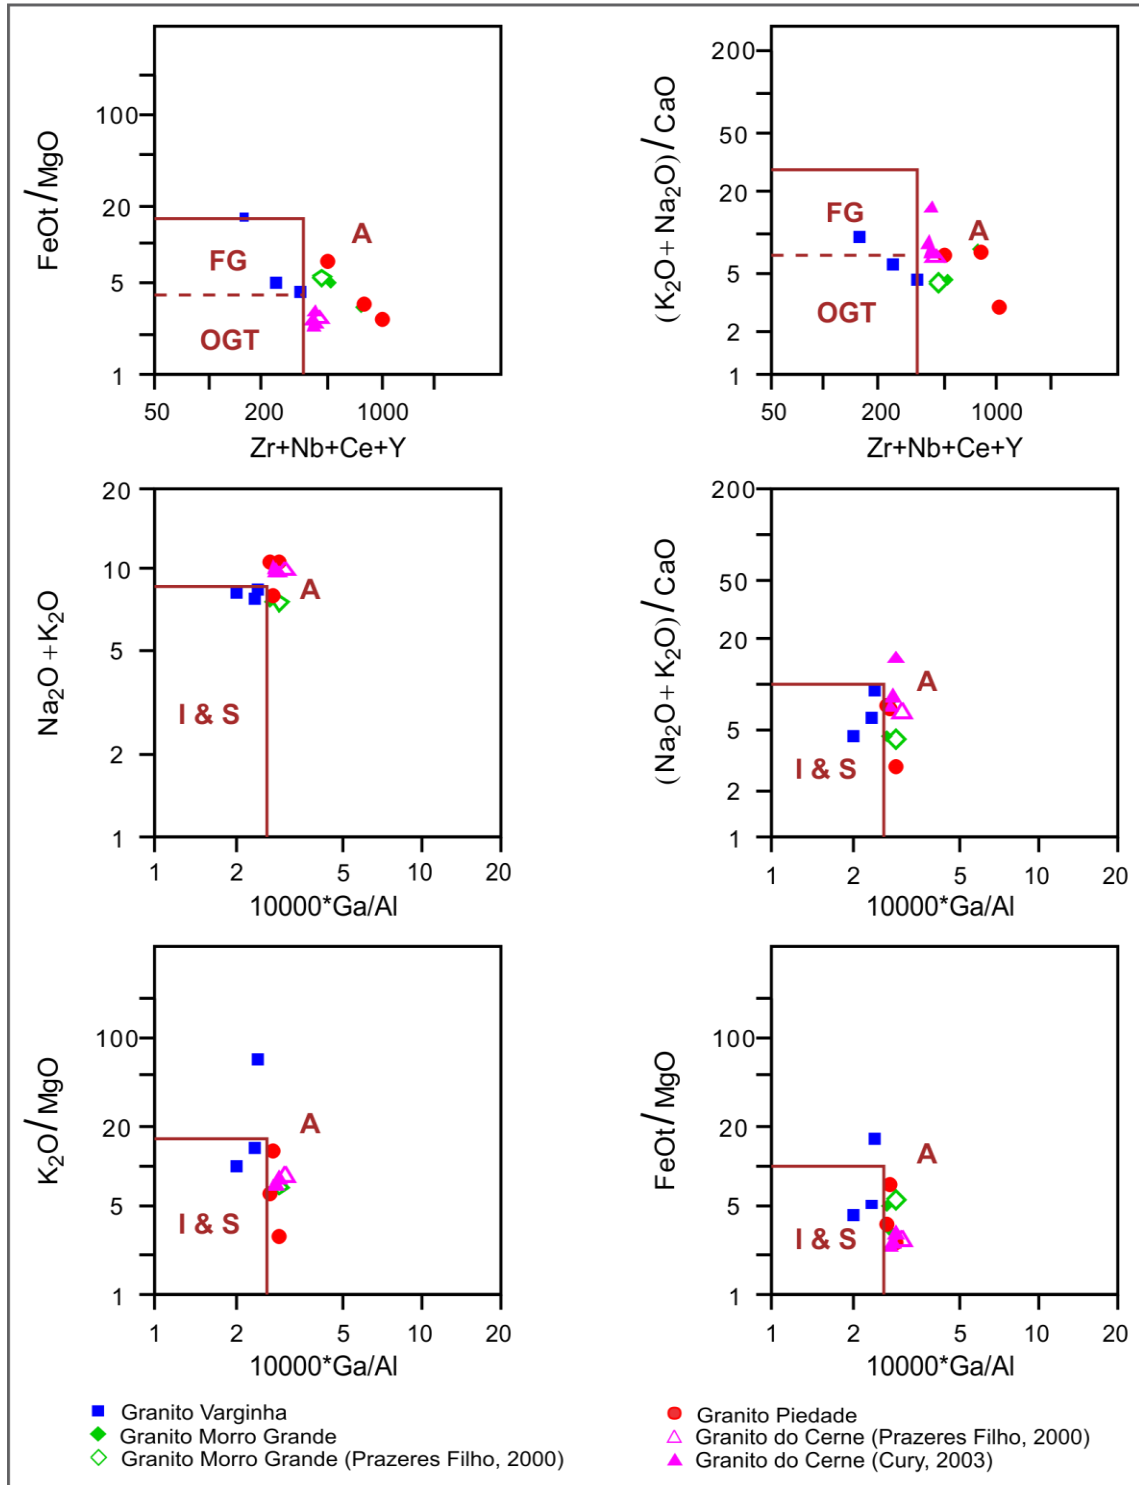 FeOt/MgO
100
20
5
1
FG
A
OGT
50 200 1000
Zr+Nb+Ce+Y
(K₂O+Na₂O)/CaO
200
50
20
5
2
1
FG
A
OGT
50 200 1000
Zr+Nb+Ce+Y
Na₂O+K₂O
20
10
5
2
1
A
I & S
1 2 5 10 20
10000*Ga/Al
(Na₂O+K₂O)/CaO
200
50
20
5
2
1
A
I & S
1 2 5 10 20
10000*Ga/Al
K₂O/MgO
100
20
5
1
A
I & S
1 2 5 10 20
10000*Ga/Al
FeOt/MgO
100
20
5
1
A
I & S
1 2 5 10 20
10000*Ga/Al
Granito Varginha
Granito Morro Grande
Granito Morro Grande (Prazeres Filho, 2000)
Granito Piedade
Granito do Cerne (Prazeres Filho, 2000)
Granito do Cerne (Cury, 2003)